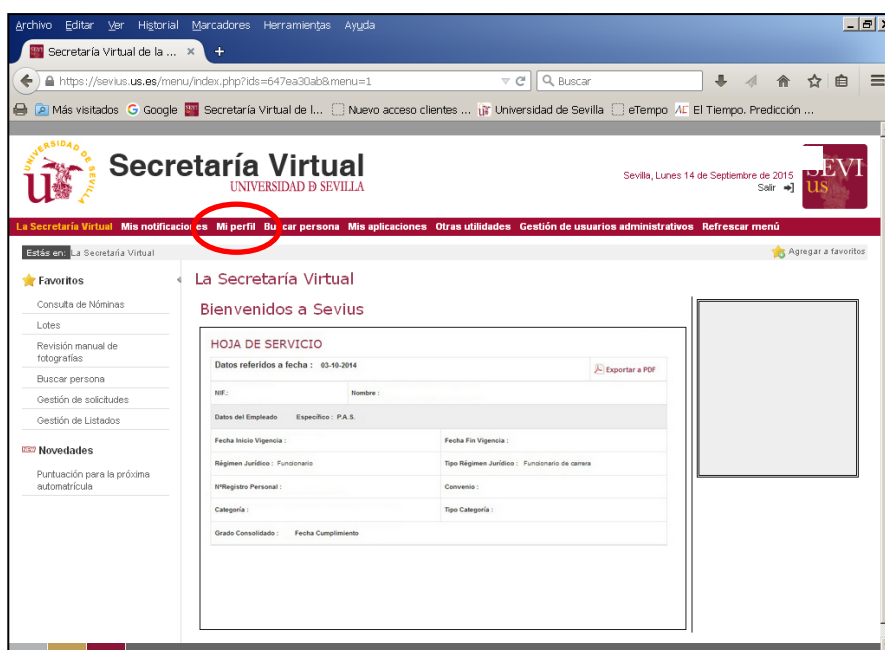 Archivo Editar Ver Historial Marcadores Herramientas Ayuda
Secretaría Virtual de la ... × +
https://sevius.us.es/menu/index.php?ids=647ea30ab8&menu=1
Buscar
Más visitados Google Secretaría Virtual de l... Nuevo acceso clientes ... Universidad de Sevilla eTempo El Tiempo. Predicción ...
UNIVERSIDAD DE SEVILLA
Secretaría Virtual
UNIVERSIDAD Ð SEVILLA
Sevilla, Lunes 14 de Septiembre de 2015
Salir
SEVI
US
La Secretaría Virtual Mis notificaciones Mi perfil Buscar persona Mis aplicaciones Otras utilidades Gestión de usuarios administrativos Refrescar menú
Estás en: La Secretaría Virtual
Agregar a favoritos
Favoritos
Consulta de Nóminas
Lotes
Revisión manual de
fotografías
Buscar persona
Gestión de solicitudes
Gestión de Listados
Novedades
Puntuación para la próxima
automatrícula
La Secretaría Virtual
Bienvenidos a Sevius
HOJA DE SERVICIO
Datos referidos a fecha : 03-10-2014
Exportar a PDF
NIF.: Nombre :
Datos del Empleado Específico : P.A.S.
Fecha Inicio Vigencia : Fecha Fin Vigencia :
Régimen Jurídico : Funcionario Tipo Régimen Jurídico : Funcionario de carrera
NºRegistro Personal : Convenio :
Categoría : Tipo Categoría :
Grado Consolidado : Fecha Cumplimiento